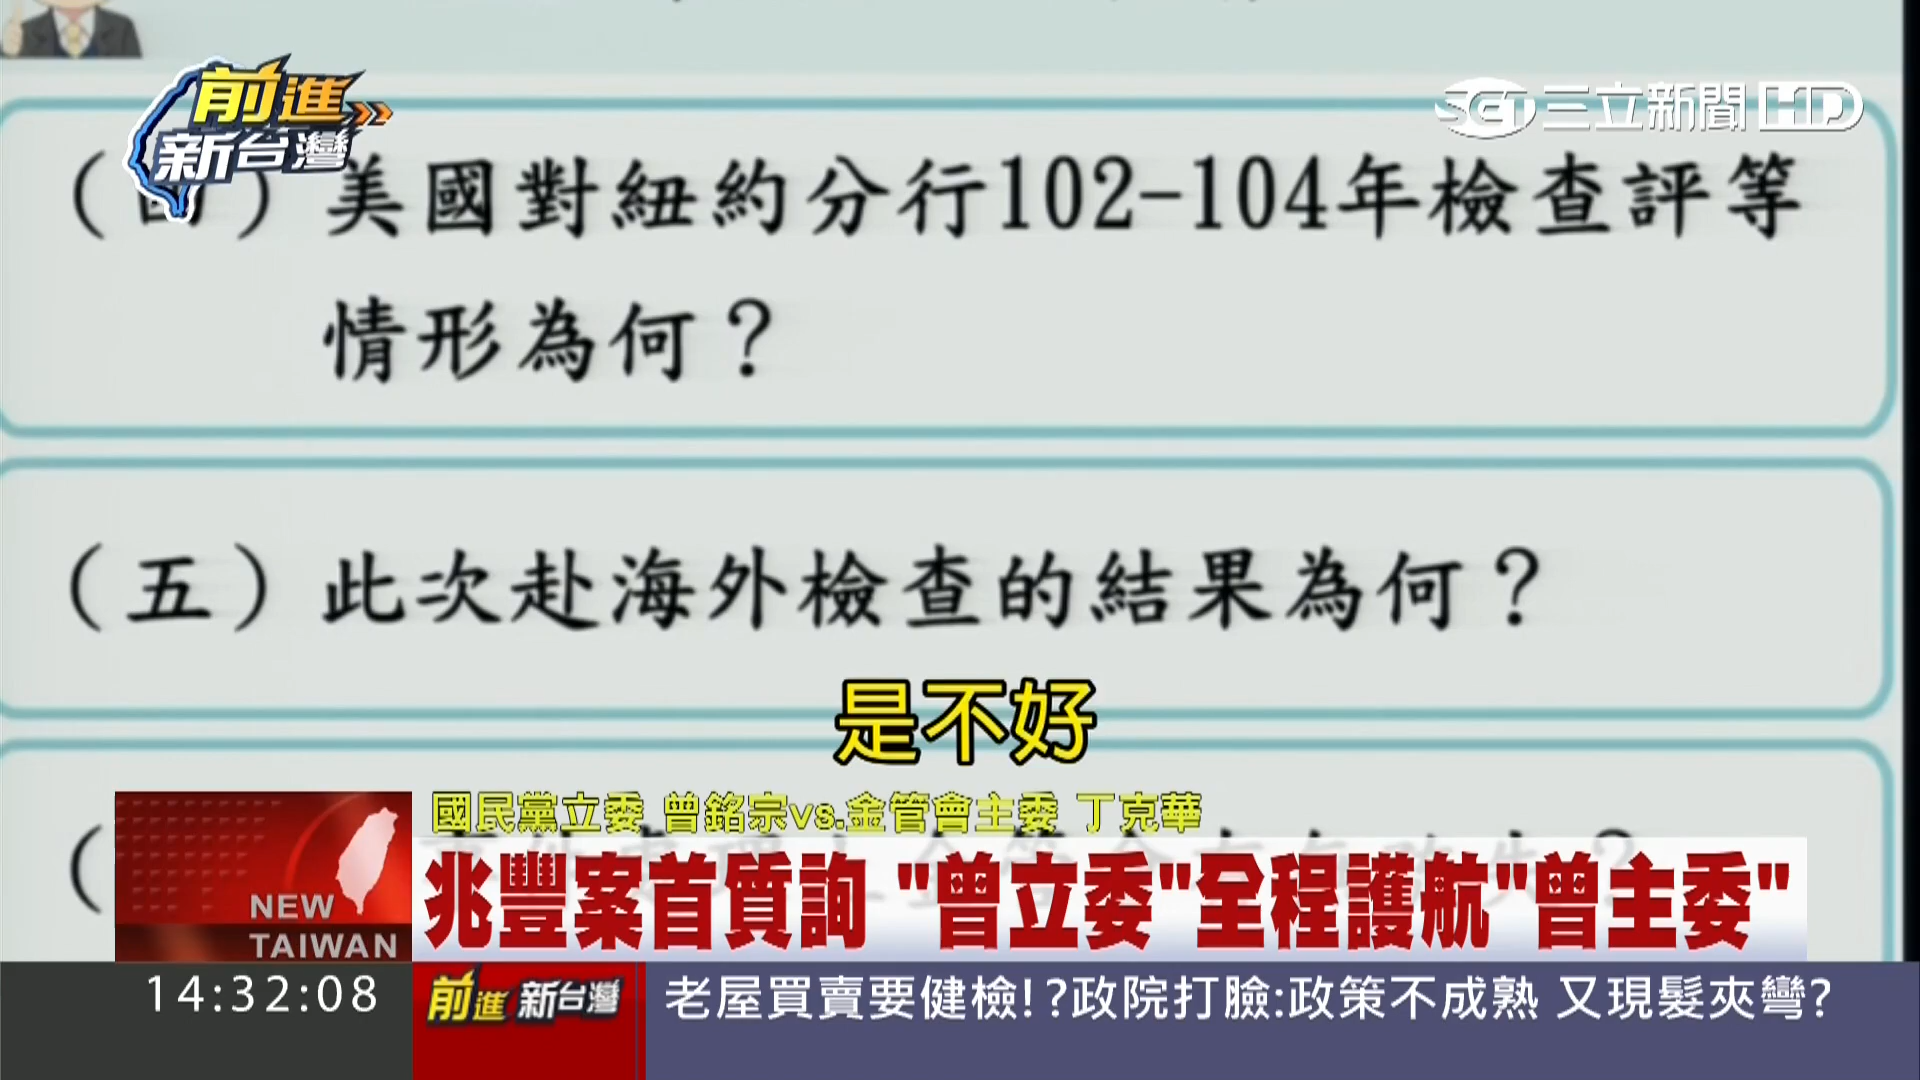 前進
新台灣
SET三立新聞HD
(四) 美國對紐約分行102-104年檢查評等
情形為何？
(五) 此次赴海外檢查的結果為何？
是不好
國民黨立委 曾銘宗vs.金管會主委 丁克華
兆豐案首質詢 "曾立委"全程護航"曾主委"
NEW
TAIWAN
14:32:08
前進新台灣
老屋買賣要健檢!?政院打臉:政策不成熟 又現髮夾彎?